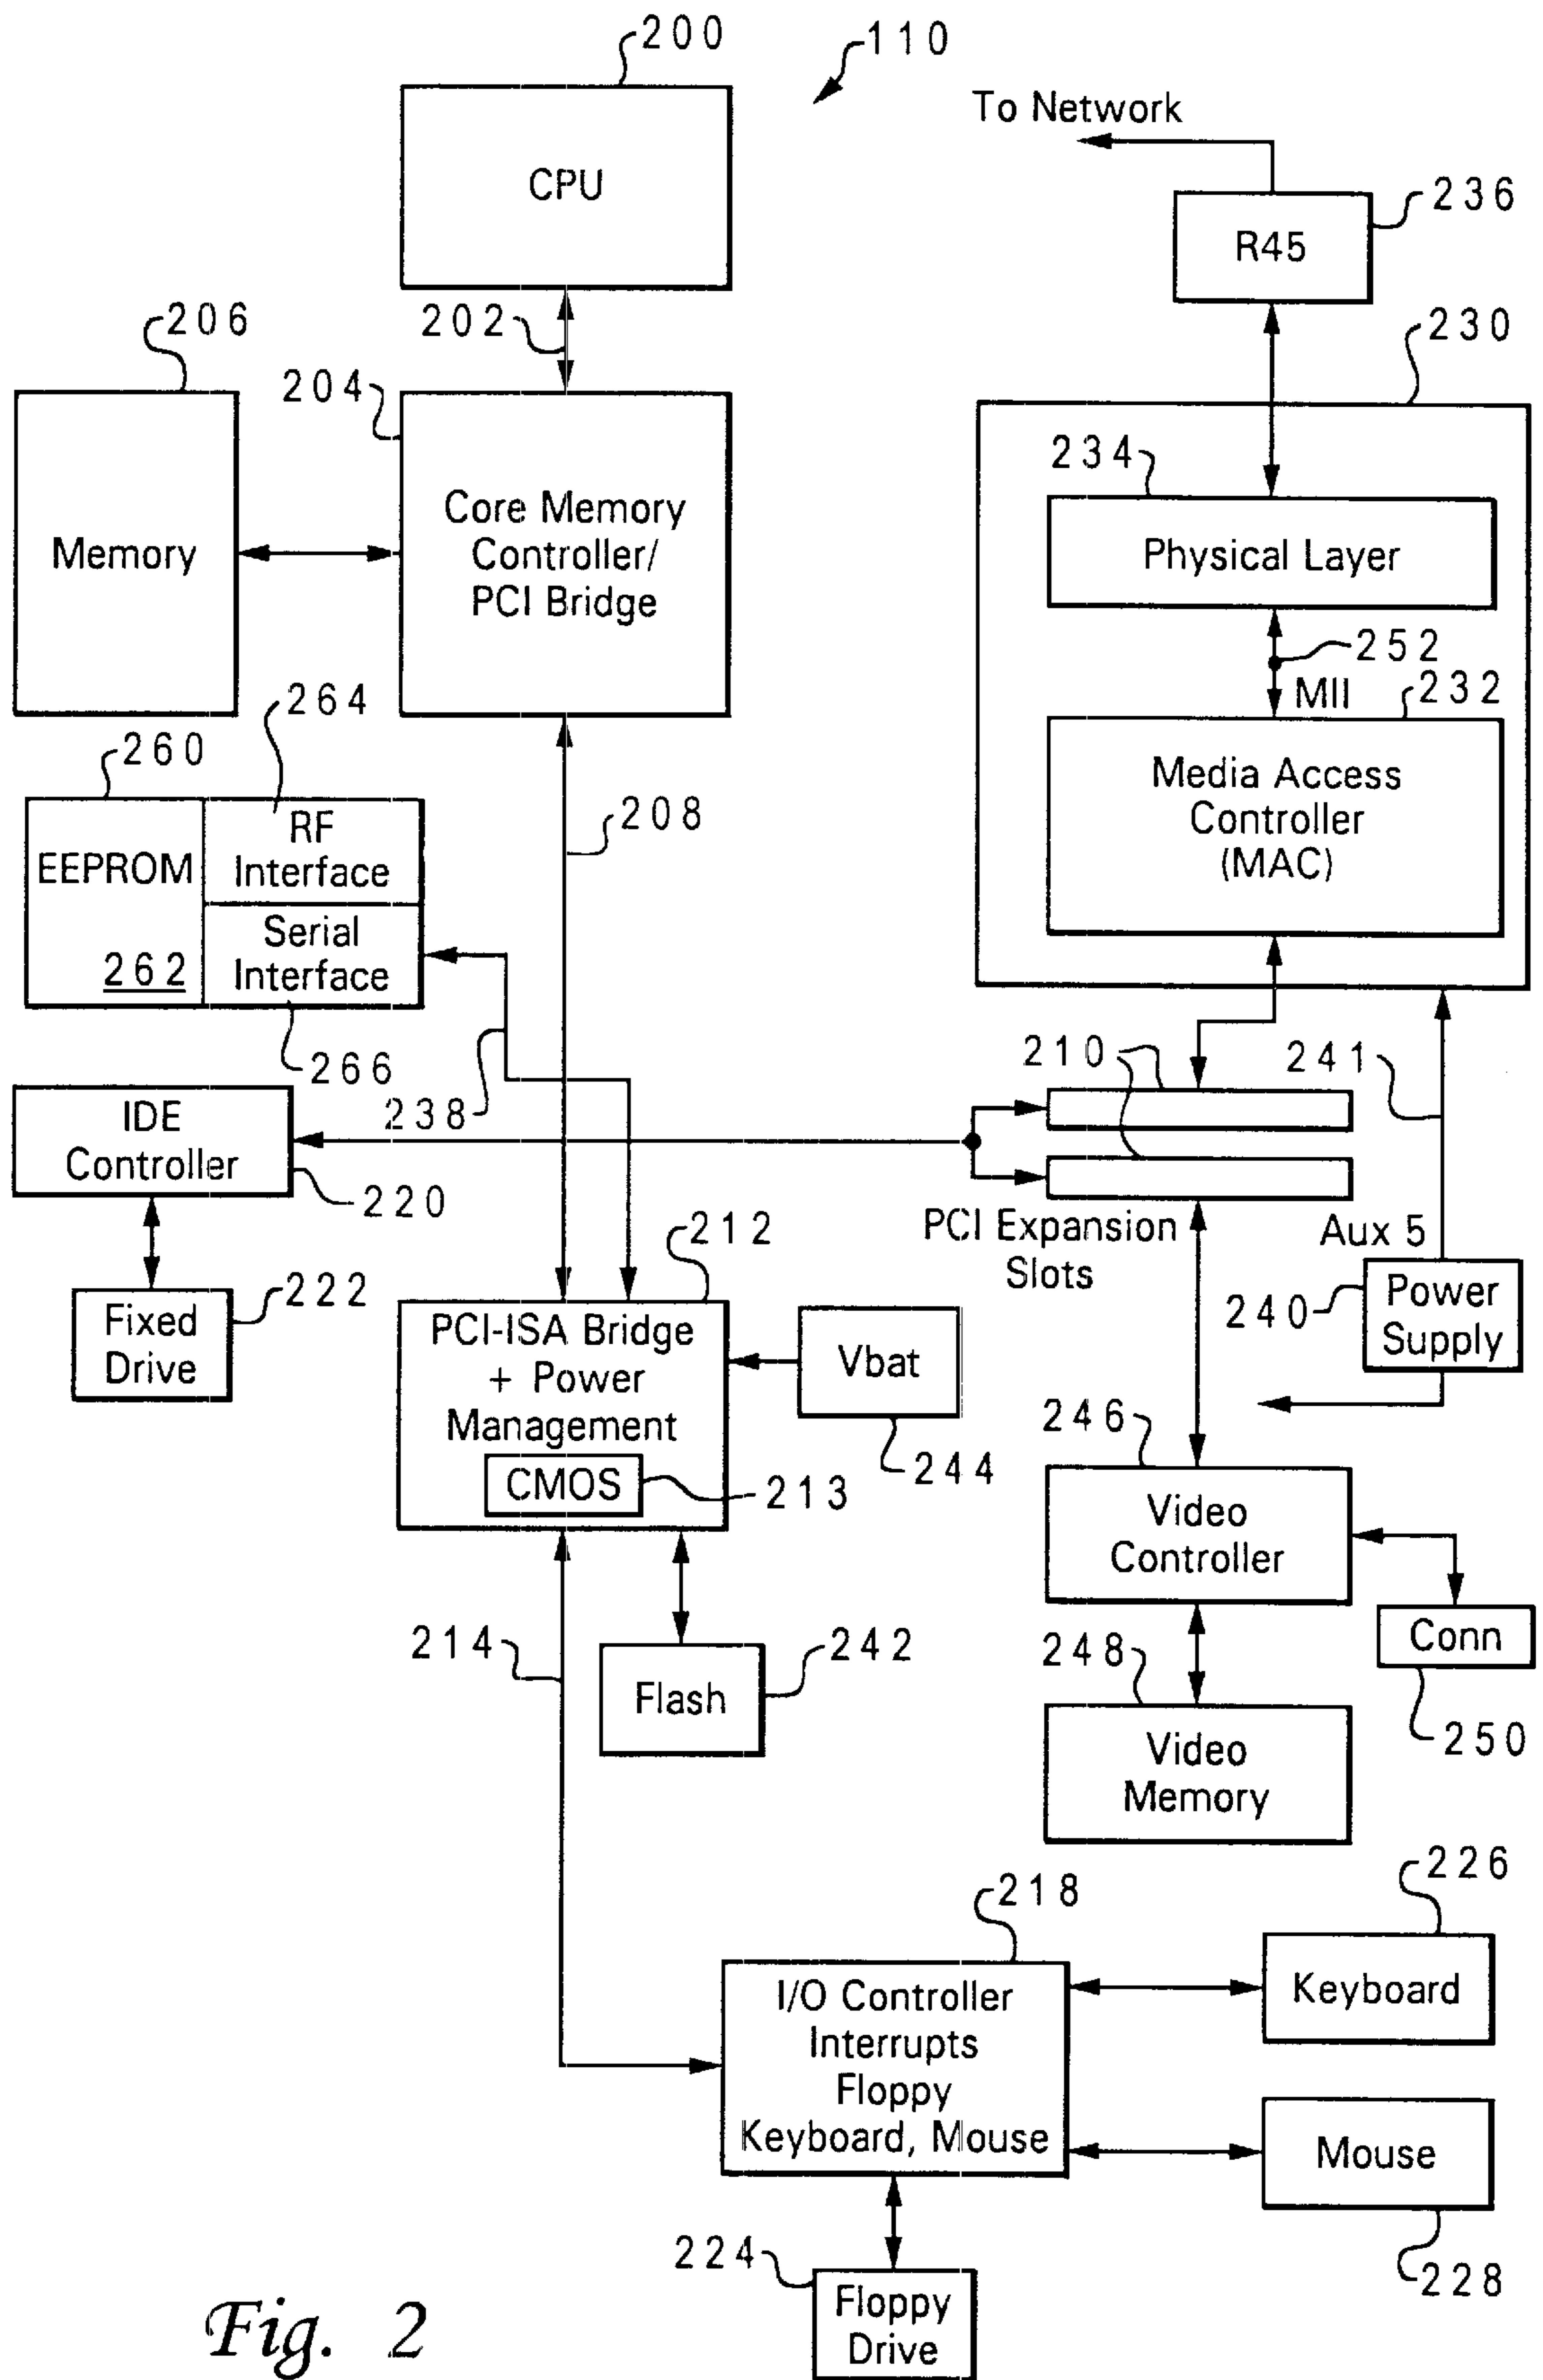 200
110
To Network
CPU
236
R45
202
206
230
204
234
Core Memory
Controller/
PCI Bridge
Memory
Physical Layer
252
MII
232
264
260
Media Access
Controller
(MAC)
208
RF
Interface
EEPROM
Serial
Interface
262
266
238
210
241
IDE
Controller
220
PCI Expansion
Slots
Aux 5
212
222
Fixed
Drive
240
Power
Supply
PCI-ISA Bridge
+ Power
Management
Vbat
CMOS
213
244
246
Video
Controller
214
242
Flash
248
Conn
250
Video
Memory
226
218
I/O Controller
Interrupts
Floppy
Keyboard, Mouse
Keyboard
Mouse
224
228
Floppy
Drive
Fig. 2